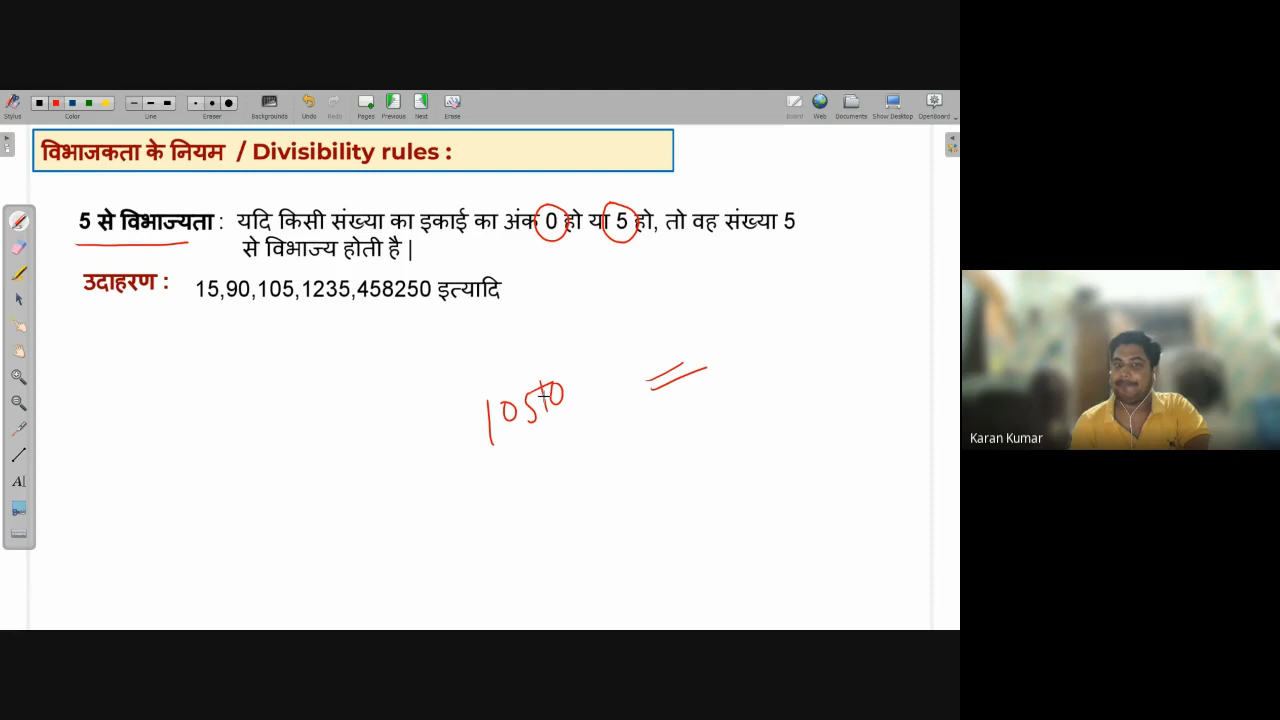 Stylus Color Line Eraser Backgrounds Undo Redo Pages Previous Next Erase Board Web Documents Show Desktop OpenBoard
विभाजकता के नियम / Divisibility rules :
5 से विभाज्यता : यदि किसी संख्या का इकाई का अंक 0 हो या 5 हो, तो वह संख्या 5
से विभाज्य होती है |
उदाहरण : 15,90,105,1235,458250 इत्यादि
Karan Kumar